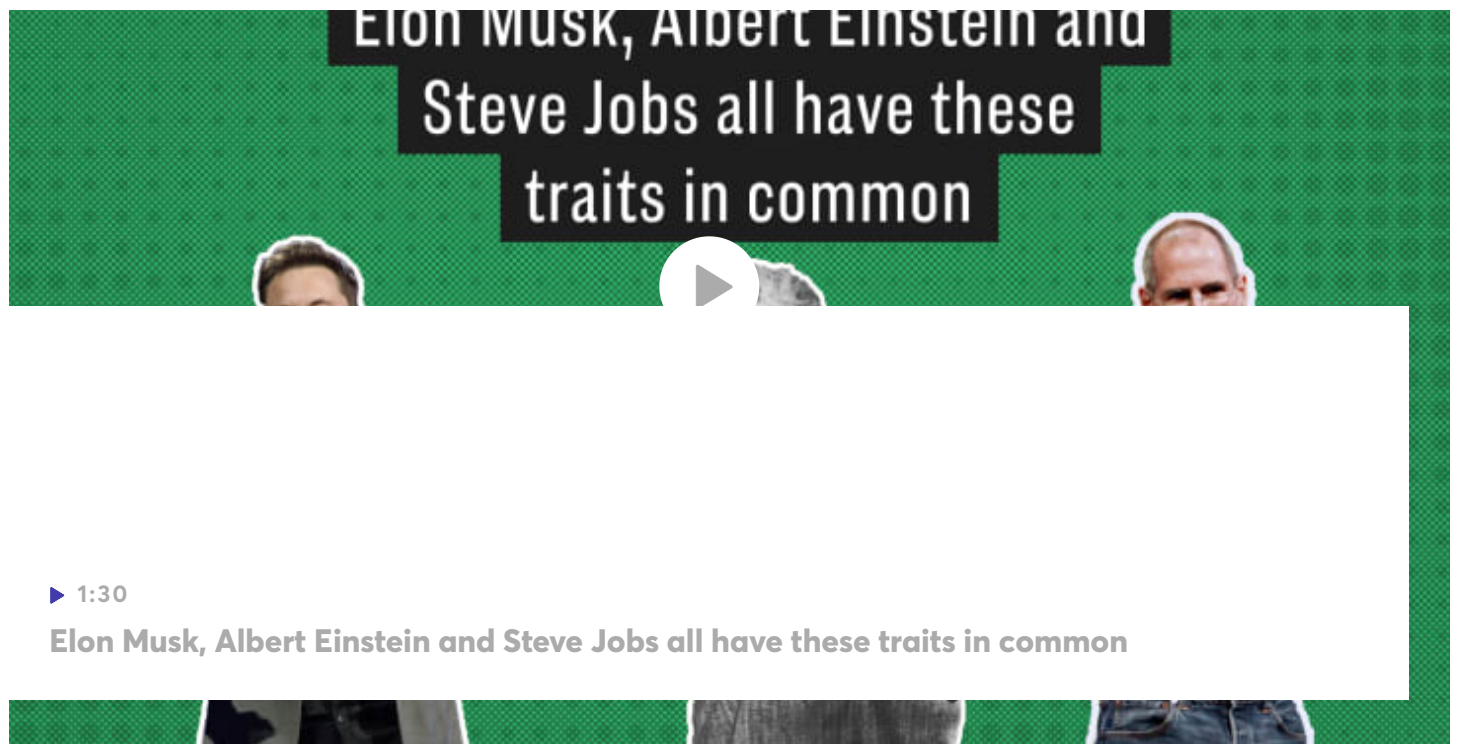 Elon Musk, Albert Einstein and
Steve Jobs all have these
traits in common
1:30
Elon Musk, Albert Einstein and Steve Jobs all have these traits in common